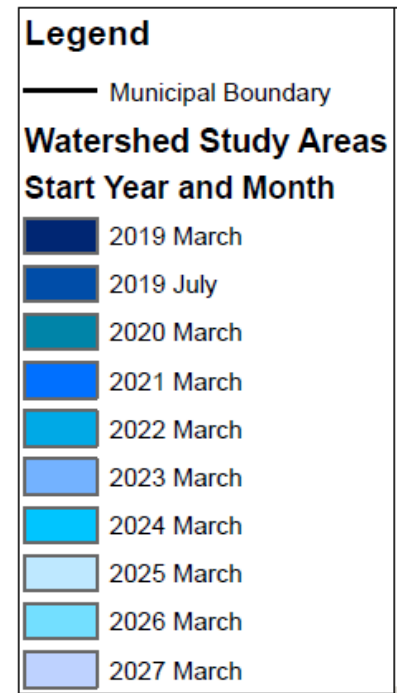 Legend
Municipal Boundary
Watershed Study Areas
Start Year and Month
2019 March
2019 July
2020 March
2021 March
2022 March
2023 March
2024 March
2025 March
2026 March
2027 March